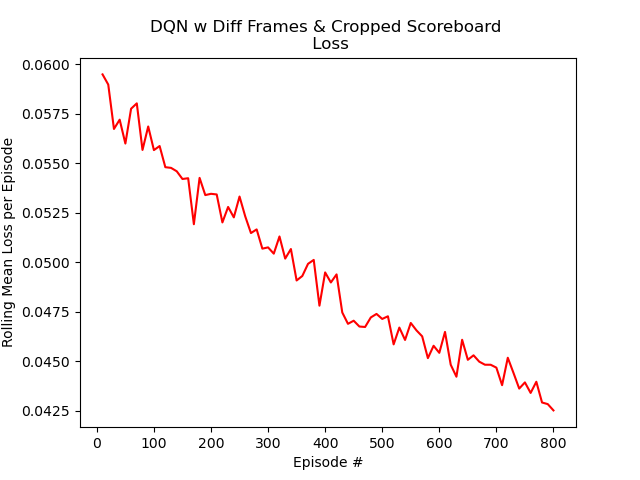 DQN w Diff Frames & Cropped Scoreboard
Loss
Rolling Mean Loss per Episode
0.0600
0.0575
0.0550
0.0525
0.0500
0.0475
0.0450
0.0425
0 100 200 300 400 500 600 700 800
Episode #